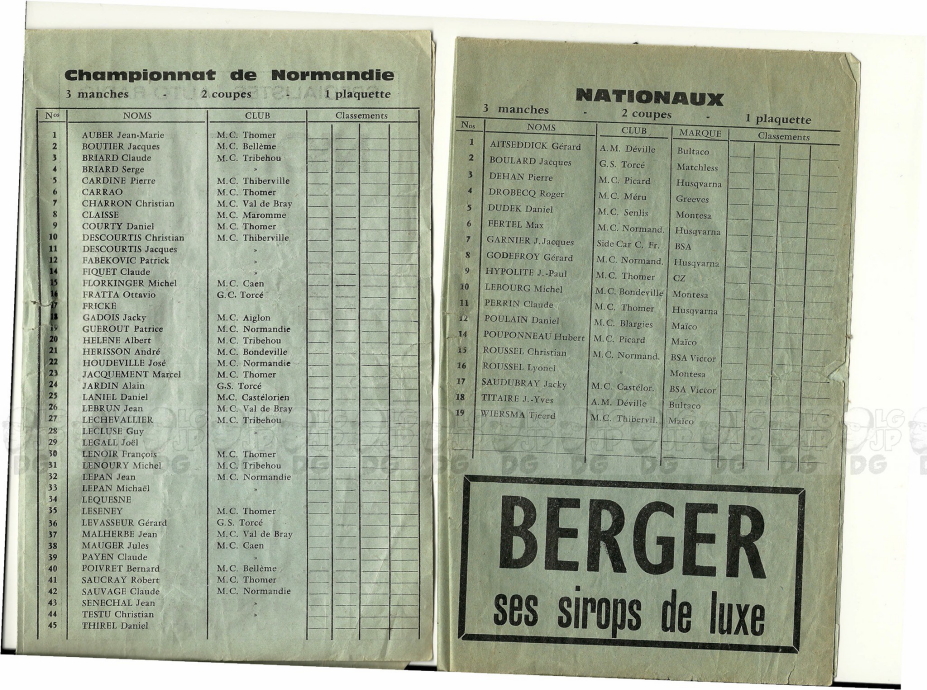 Championnat de Normandie
3 manches - 2 coupes - 1 plaquette
Nos NOMS CLUB Classements
1 AUBER Jean-Marie M.C. Thomer
2 BOUTIER Jacques M.C. Bellême
3 BRIARD Claude M.C. Tribehou
4 BRIARD Serge »
5 CARDINE Pierre M.C. Thiberville
6 CARRAO M.C. Thomer
7 CHARRON Christian M.C. Val de Bray
8 CLAISSE M.C. Maromme
9 COURTY Daniel M.C. Thomer
10 DESCOURTIS Christian M.C. Thiberville
11 DESCOURTIS Jacques »
12 FABEKOVIC Patrick »
14 FIQUET Claude »
15 FLORKINGER Michel M.C. Caen
16 FRATTA Ottavio G.C. Torcé
17 FRICKÉ
18 GADOIS Jacky M.C. Aiglon
19 GUEROUT Patrice M.C. Normandie
20 HELENE Albert M.C. Tribehou
21 HERISSON André M.C. Bondeville
22 HOUDEVILLE José M.C. Normandie
23 JACQUEMENT Marcel M.C. Thomer
24 JARDIN Alain G.S. Torcé
25 LANIEL Daniel M.C. Castélorien
26 LEBRUN Jean M.C. Val de Bray
27 LECHEVALLIER M.C. Tribehou
28 LECLUSE Guy »
29 LEGALL Joël »
30 LENOIR François M.C. Thomer
31 LENOURY Michel M.C. Tribehou
32 LEPAN Jean M.C. Normandie
33 LEPAN Michaël »
34 LEQUESNE
35 LESENEY M.C. Thomer
36 LEVASSEUR Gérard G.S. Torcé
37 MALHERBE Jean M.C. Val de Bray
38 MAUGER Jules M.C. Caen
39 PAYEN Claude »
40 POIVRET Bernard M.C. Bellême
41 SAUCRAY Robert M.C. Thomer
42 SAUVAGE Claude M.C. Normandie
43 SENECHAL Jean »
44 TESTU Christian »
45 THIREL Daniel »
NATIONAUX
3 manches - 2 coupes - 1 plaquette
Nos NOMS CLUB MARQUE Classements
1 AITSEDDICK Gérard A.M. Déville Bultaco
2 BOULARD Jacques G.S. Torcé Matchless
3 DEHAN Pierre M.C. Picard Husqvarna
4 DROBECQ Roger M.C. Méru Greeves
5 DUDEK Daniel M.C. Senlis Montesa
6 FERTEL Max M.C. Normand. Husqvarna
7 GARNIER J.Jacques Side Car C. Fr. BSA
8 GODEFROY Gérard M.C. Normand. Husqvarna
9 HYPOLITE J.-Paul M.C. Thomer CZ
10 LEBOURG Michel M.C. Bondeville Montesa
11 PERRIN Claude M.C. Thomer Husqvarna
12 POULAIN Daniel M.C. Blargies Maïco
14 POUPONNEAU Hubert M.C. Picard Maïco
15 ROUSSEL Christian M.C. Normand. BSA Victor
16 ROUSSEL Lyonel » Montesa
17 SAUDUBRAY Jacky M.C. Castélor. BSA Victor
18 TITAIRE J.-Yves A.M. Déville Bultaco
19 WIERSMA Tjeerd M.C. Thibervil. Maïco
BERGER
ses sirops de luxe